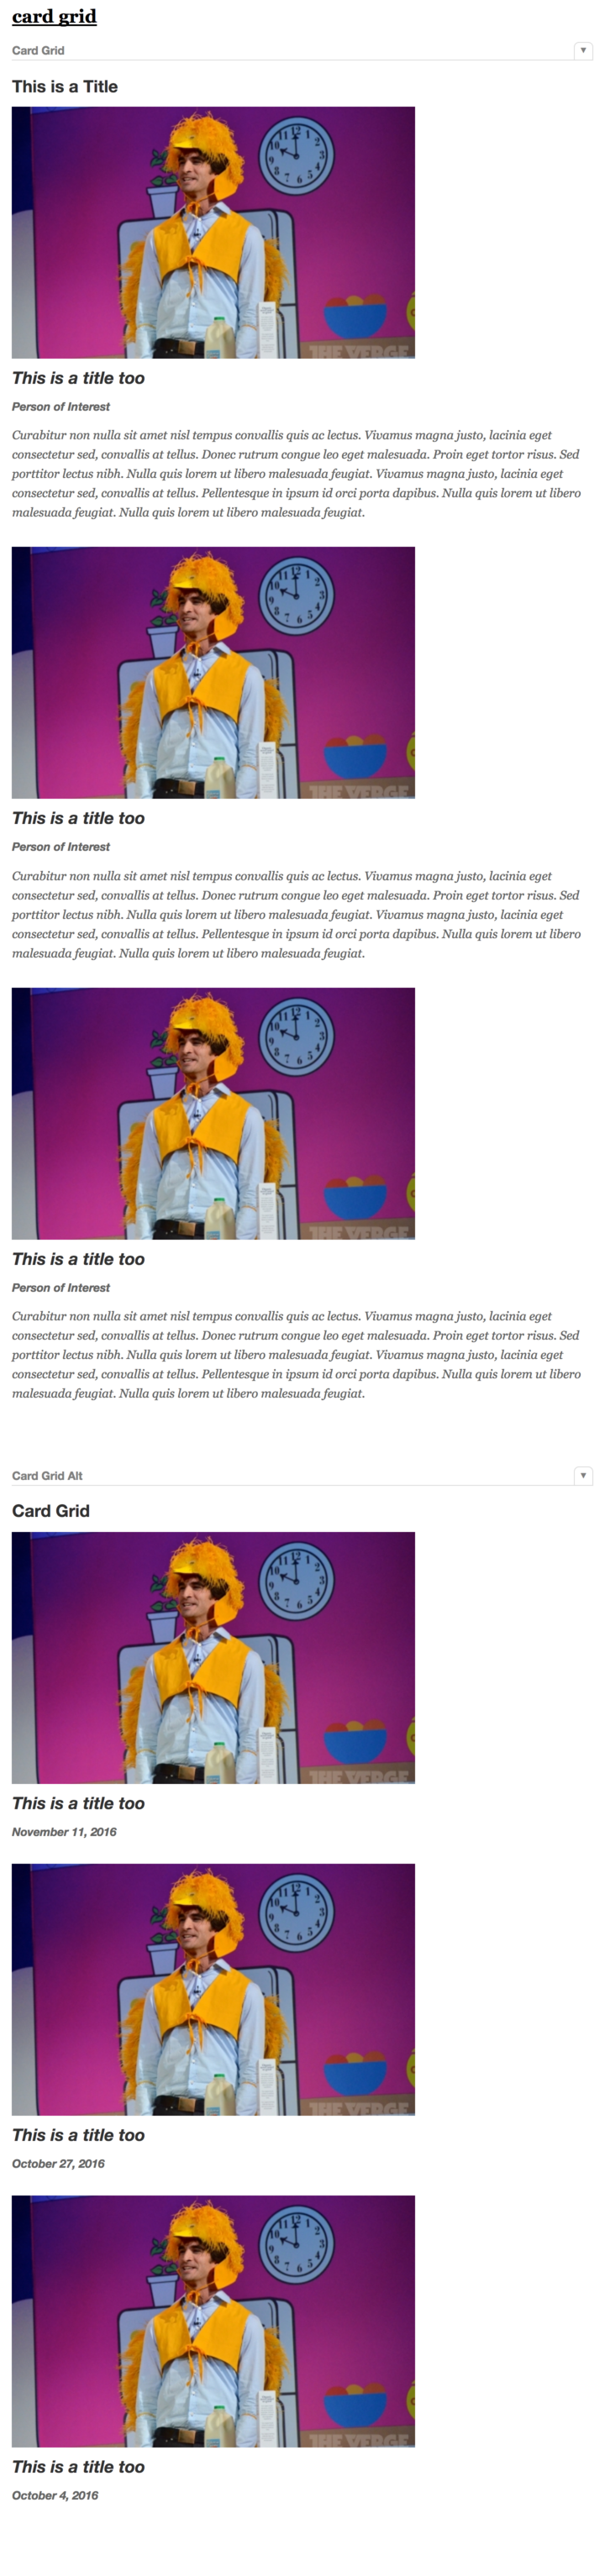 card grid
Card Grid
This is a Title
THE VERGE
This is a title too
Person of Interest
Curabitur non nulla sit amet nisl tempus convallis quis ac lectus. Vivamus magna justo, lacinia eget
consectetur sed, convallis at tellus. Donec rutrum congue leo eget malesuada. Proin eget tortor risus. Sed
porttitor lectus nibh. Nulla quis lorem ut libero malesuada feugiat. Vivamus magna justo, lacinia eget
consectetur sed, convallis at tellus. Pellentesque in ipsum id orci porta dapibus. Nulla quis lorem ut libero
malesuada feugiat. Nulla quis lorem ut libero malesuada feugiat.
THE VERGE
This is a title too
Person of Interest
Curabitur non nulla sit amet nisl tempus convallis quis ac lectus. Vivamus magna justo, lacinia eget
consectetur sed, convallis at tellus. Donec rutrum congue leo eget malesuada. Proin eget tortor risus. Sed
porttitor lectus nibh. Nulla quis lorem ut libero malesuada feugiat. Vivamus magna justo, lacinia eget
consectetur sed, convallis at tellus. Pellentesque in ipsum id orci porta dapibus. Nulla quis lorem ut libero
malesuada feugiat. Nulla quis lorem ut libero malesuada feugiat.
THE VERGE
This is a title too
Person of Interest
Curabitur non nulla sit amet nisl tempus convallis quis ac lectus. Vivamus magna justo, lacinia eget
consectetur sed, convallis at tellus. Donec rutrum congue leo eget malesuada. Proin eget tortor risus. Sed
porttitor lectus nibh. Nulla quis lorem ut libero malesuada feugiat. Vivamus magna justo, lacinia eget
consectetur sed, convallis at tellus. Pellentesque in ipsum id orci porta dapibus. Nulla quis lorem ut libero
malesuada feugiat. Nulla quis lorem ut libero malesuada feugiat.
Card Grid Alt
Card Grid
THE VERGE
This is a title too
November 11, 2016
THE VERGE
This is a title too
October 27, 2016
THE VERGE
This is a title too
October 4, 2016